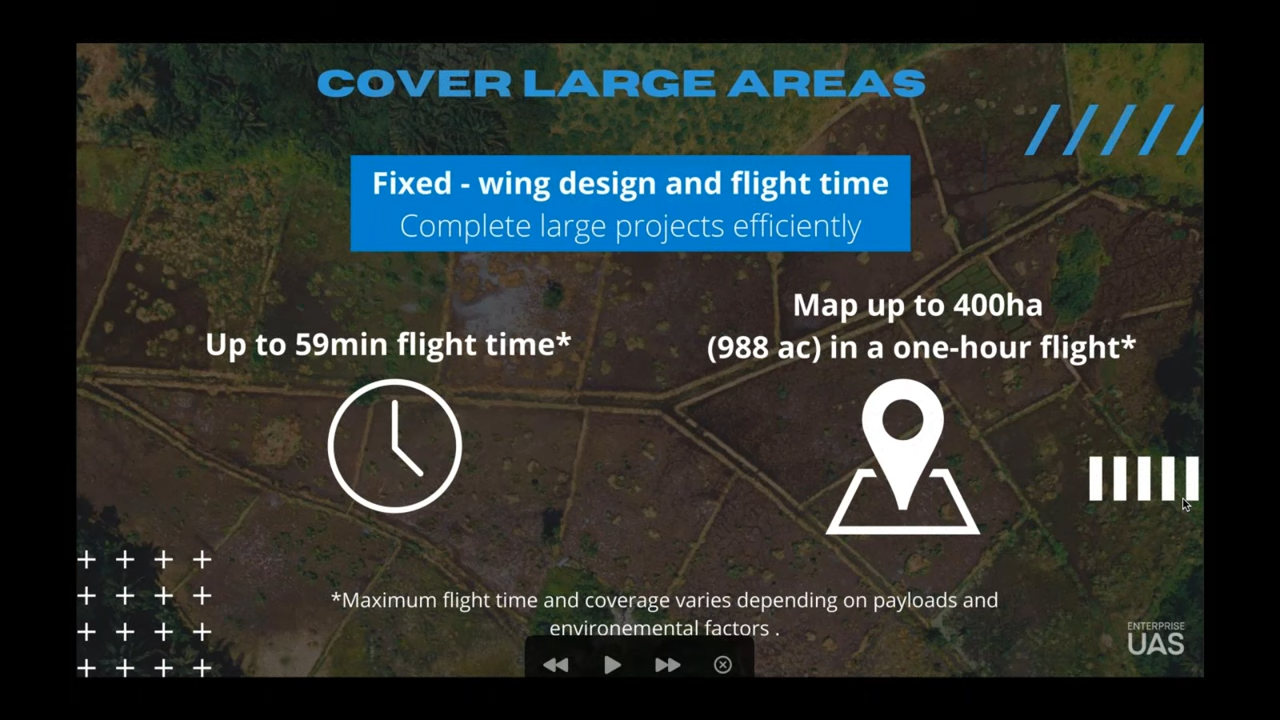 COVER LARGE AREAS
Fixed - wing design and flight time
Complete large projects efficiently
Up to 59min flight time*
Map up to 400ha
(988 ac) in a one-hour flight*
*Maximum flight time and coverage varies depending on payloads and
environemental factors .
ENTERPRISE
UAS